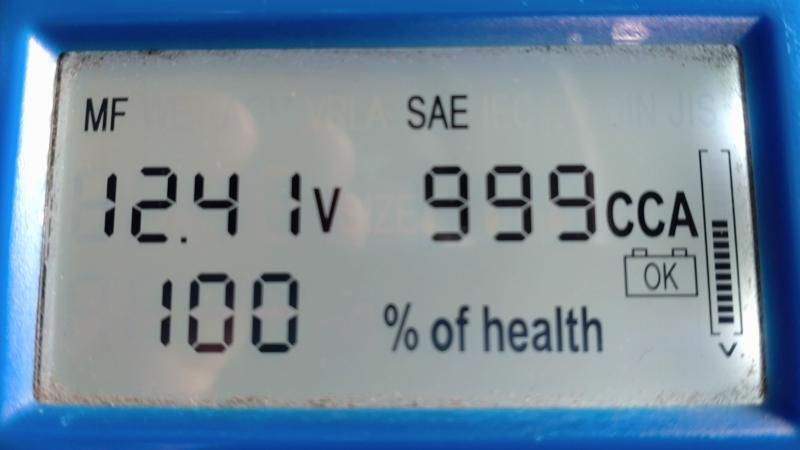 MF SAE
12.41V 999CCA
OK
100 % of health